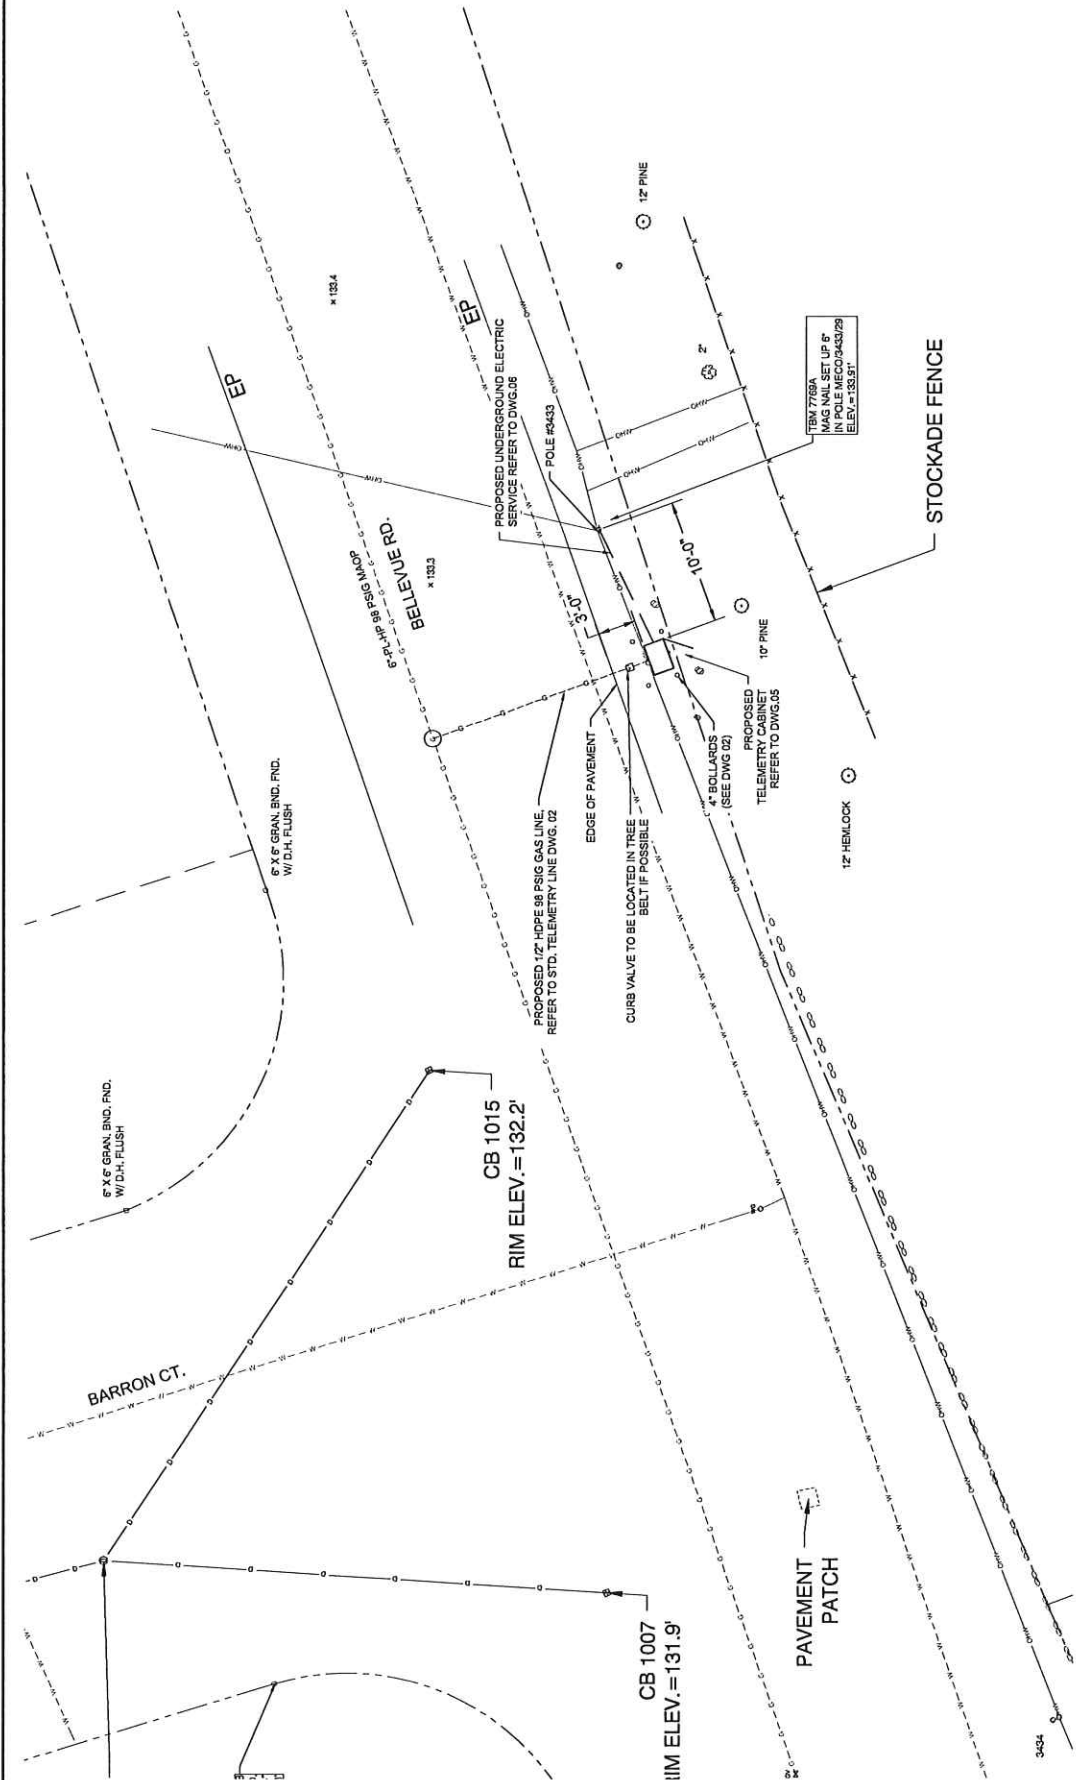 6" X 6" GRAN. BND. FND.
W/ D.H. FLUSH
6" X 6" GRAN. BND. FND.
W/ D.H. FLUSH
BARRON CT.
CB 1015
RIM ELEV.=132.2'
CB 1007
RIM ELEV.=131.9'
PAVEMENT
PATCH
3434
EP
× 133.4
6"-PL-HP 98 PSIG MAOP
BELLEVUE RD.
× 133.3
EP
PROPOSED UNDERGROUND ELECTRIC
SERVICE REFER TO DWG.06
POLE #3433
PROPOSED 1/2" HDPE 98 PSIG GAS LINE,
REFER TO STD. TELEMETRY LINE DWG. 02
EDGE OF PAVEMENT
CURB VALVE TO BE LOCATED IN TREE
BELT IF POSSIBLE
3'-0"
10'-0"
4" BOLLARDS
(SEE DWG 02)
PROPOSED
TELEMETRY CABINET
REFER TO DWG.05
12" PINE
2"
10" PINE
12" HEMLOCK
TBM 7769A
MAG NAIL SET UP 6"
IN POLE MECO/3433/29
ELEV.=133.91'
STOCKADE FENCE